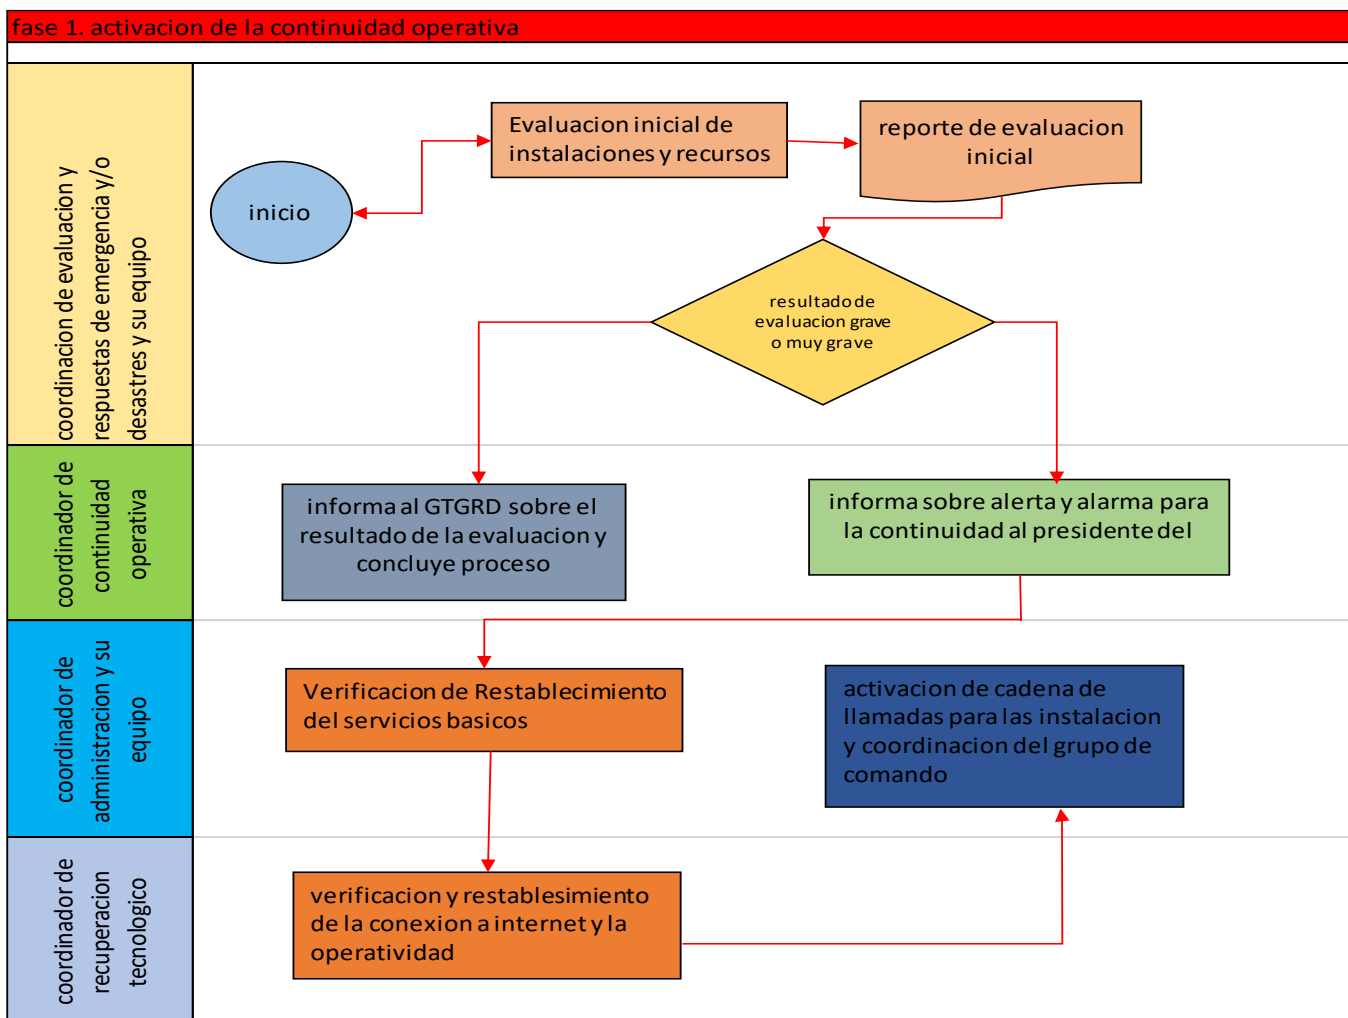 fase 1. activacion de la continuidad operativa
coordinacion de evaluacion y
respuestas de emergencia y/o
desastres y su equipo
inicio
Evaluacion inicial de
instalaciones y recursos
reporte de evaluacion
inicial
resultado de
evaluacion grave
o muy grave
coordinador de
continuidad
operativa
informa al GTGRD sobre el
resultado de la evaluacion y
concluye proceso
informa sobre alerta y alarma para
la continuidad al presidente del
coordinador de
administracion y su
equipo
Verificacion de Restablecimiento
del servicios basicos
activacion de cadena de
llamadas para las instalacion
y coordinacion del grupo de
comando
coordinador de
recuperacion
tecnologico
verificacion y restablesimiento
de la conexion a internet y la
operatividad